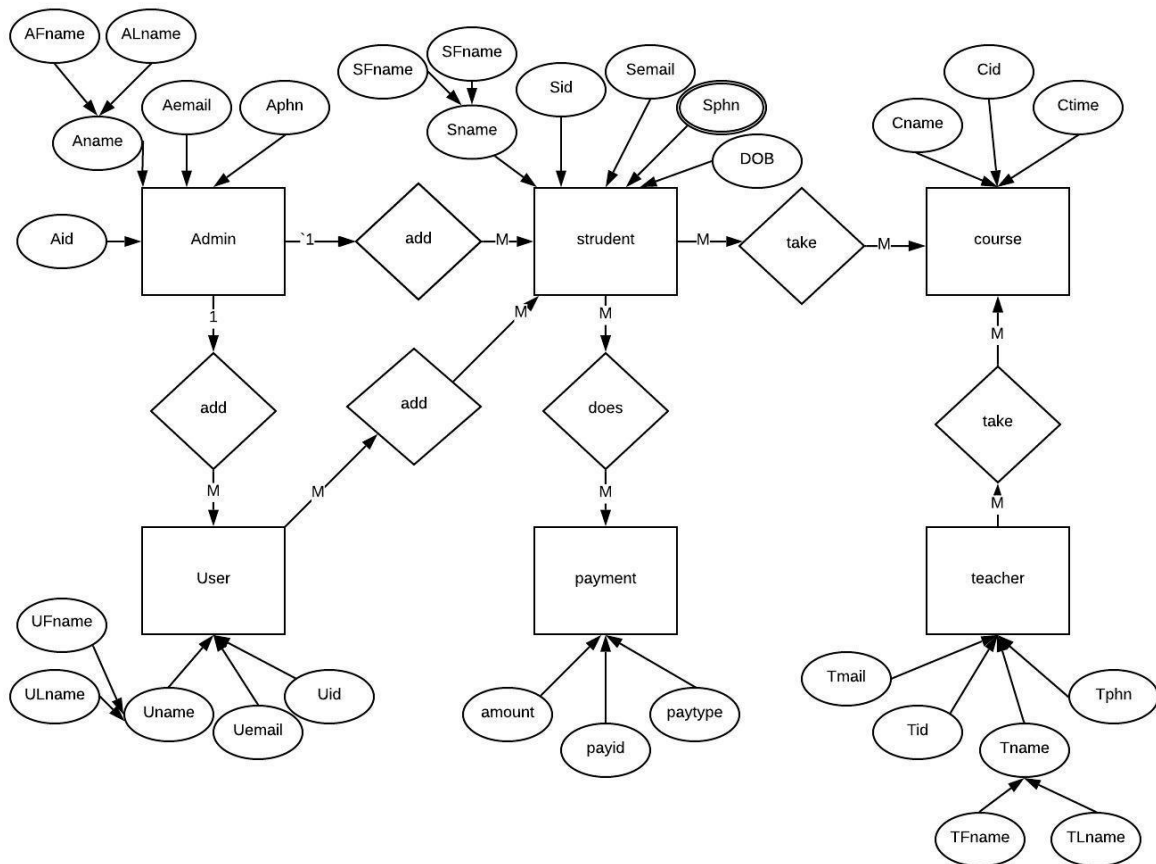 AFname
ALname
SFname
SFname
Sid
Semail
Sphn
Cid
Cname
Ctime
Aname
Aemail
Aphn
Sname
DOB
Aid
Admin
`1
add
M
strudent
M
take
M
course
1
M
M
M
add
add
does
take
M
M
M
M
User
payment
teacher
UFname
ULname
Uname
Uemail
Uid
amount
payid
paytype
Tmail
Tid
Tname
Tphn
TFname
TLname